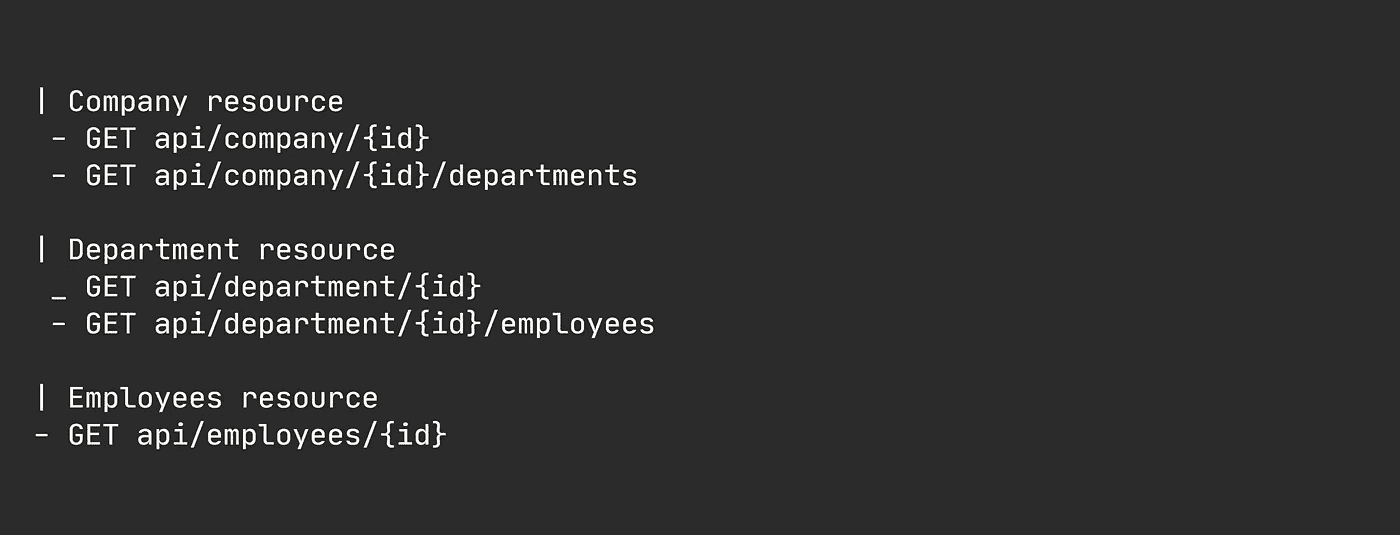 | Company resource
- GET api/company/{id}
- GET api/company/{id}/departments
| Department resource
_ GET api/department/{id}
- GET api/department/{id}/employees
| Employees resource
- GET api/employees/{id}